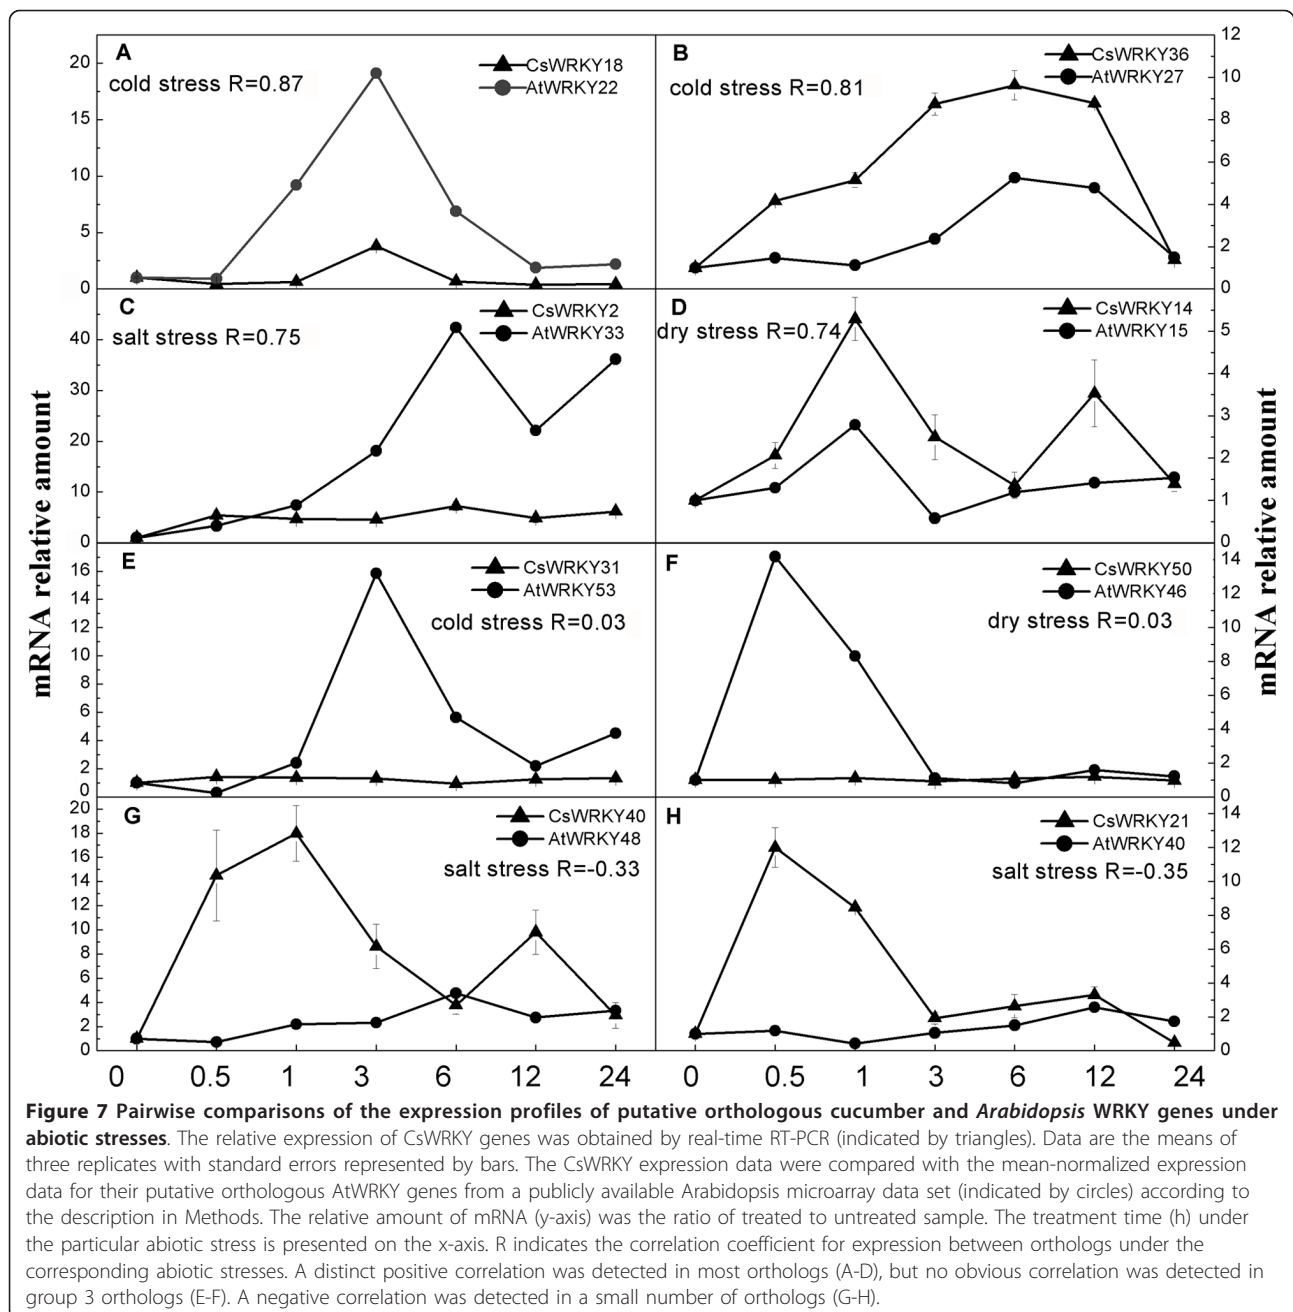 A
cold stress R=0.87
CsWRKY18
AtWRKY22
20
15
10
5
0
B
cold stress R=0.81
CsWRKY36
AtWRKY27
12
10
8
6
4
2
0
C
salt stress R=0.75
CsWRKY2
AtWRKY33
40
30
20
10
0
D
dry stress R=0.74
CsWRKY14
AtWRKY15
5
4
3
2
1
0
mRNA relative amount
mRNA relative amount
E
CsWRKY31
AtWRKY53
cold stress R=0.03
16
14
12
10
8
6
4
2
0
F
CsWRKY50
AtWRKY46
dry stress R=0.03
14
12
10
8
6
4
2
0
G
CsWRKY40
AtWRKY48
salt stress R=-0.33
20
18
16
14
12
10
8
6
4
2
0
H
CsWRKY21
AtWRKY40
salt stress R=-0.35
14
12
10
8
6
4
2
0
0 0.5 1 3 6 12 24
0 0.5 1 3 6 12 24
Figure 7 Pairwise comparisons of the expression profiles of putative orthologous cucumber and Arabidopsis WRKY genes under
abiotic stresses. The relative expression of CsWRKY genes was obtained by real-time RT-PCR (indicated by triangles). Data are the means of
three replicates with standard errors represented by bars. The CsWRKY expression data were compared with the mean-normalized expression
data for their putative orthologous AtWRKY genes from a publicly available Arabidopsis microarray data set (indicated by circles) according to
the description in Methods. The relative amount of mRNA (y-axis) was the ratio of treated to untreated sample. The treatment time (h) under
the particular abiotic stress is presented on the x-axis. R indicates the correlation coefficient for expression between orthologs under the
corresponding abiotic stresses. A distinct positive correlation was detected in most orthologs (A-D), but no obvious correlation was detected in
group 3 orthologs (E-F). A negative correlation was detected in a small number of orthologs (G-H).